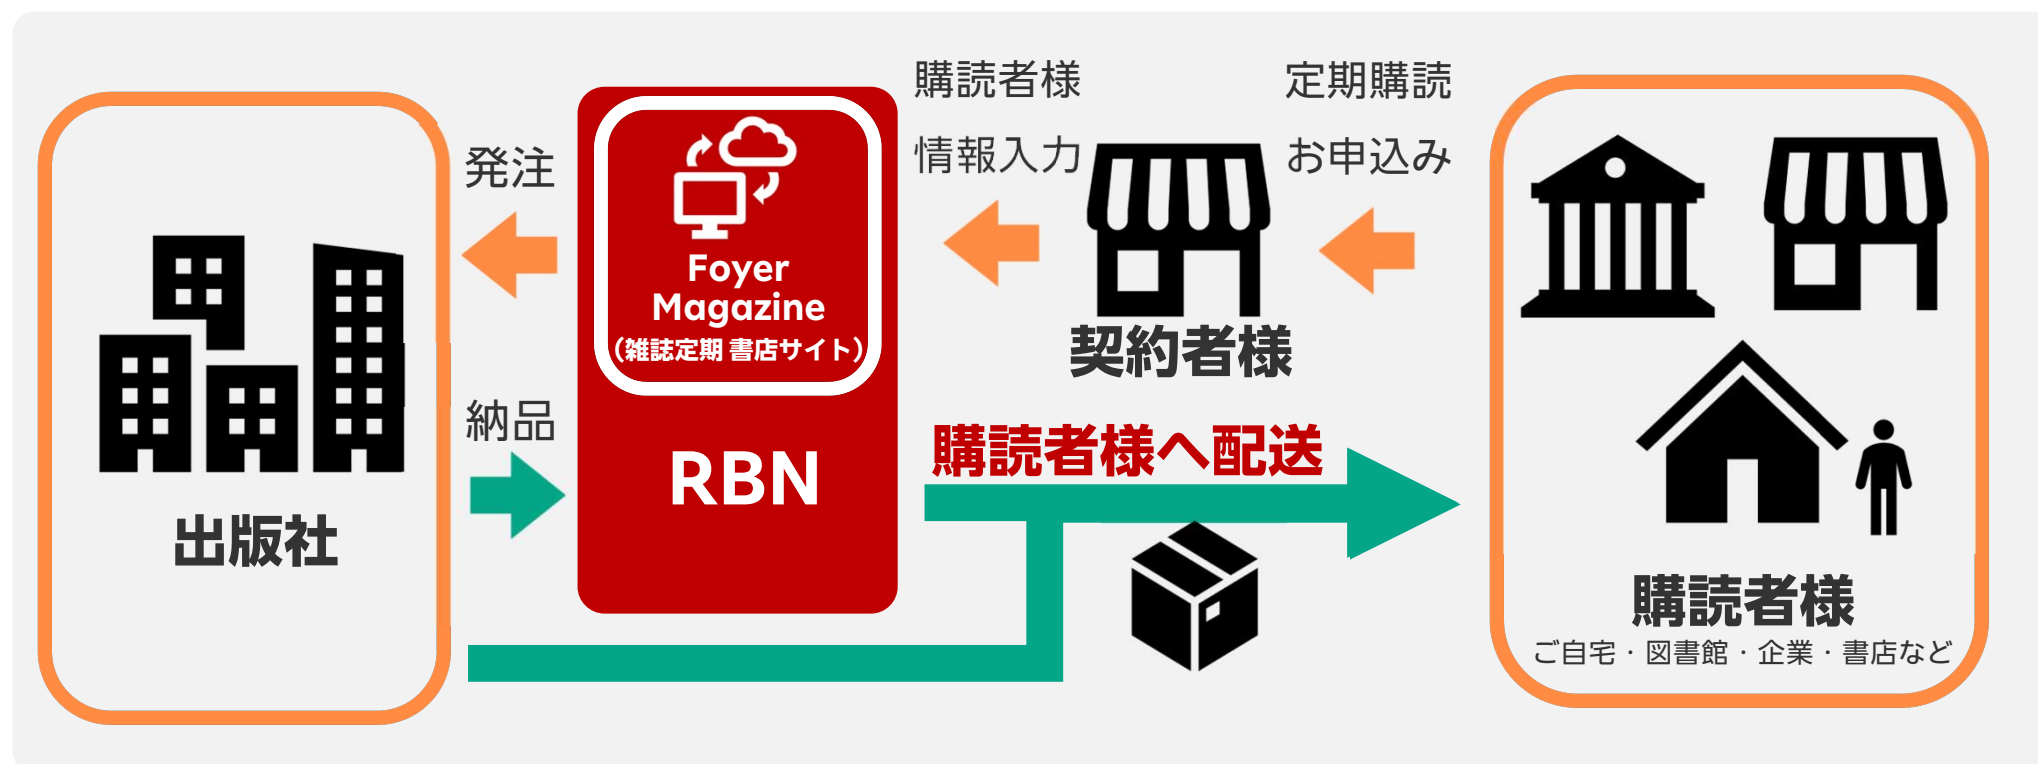 発注
納品
出版社
Foyer
Magazine
（雑誌定期 書店サイト）
RBN
購読者様
情報入力
契約者様
定期購読
お申込み
購読者様へ配送
購読者様
ご自宅・図書館・企業・書店など